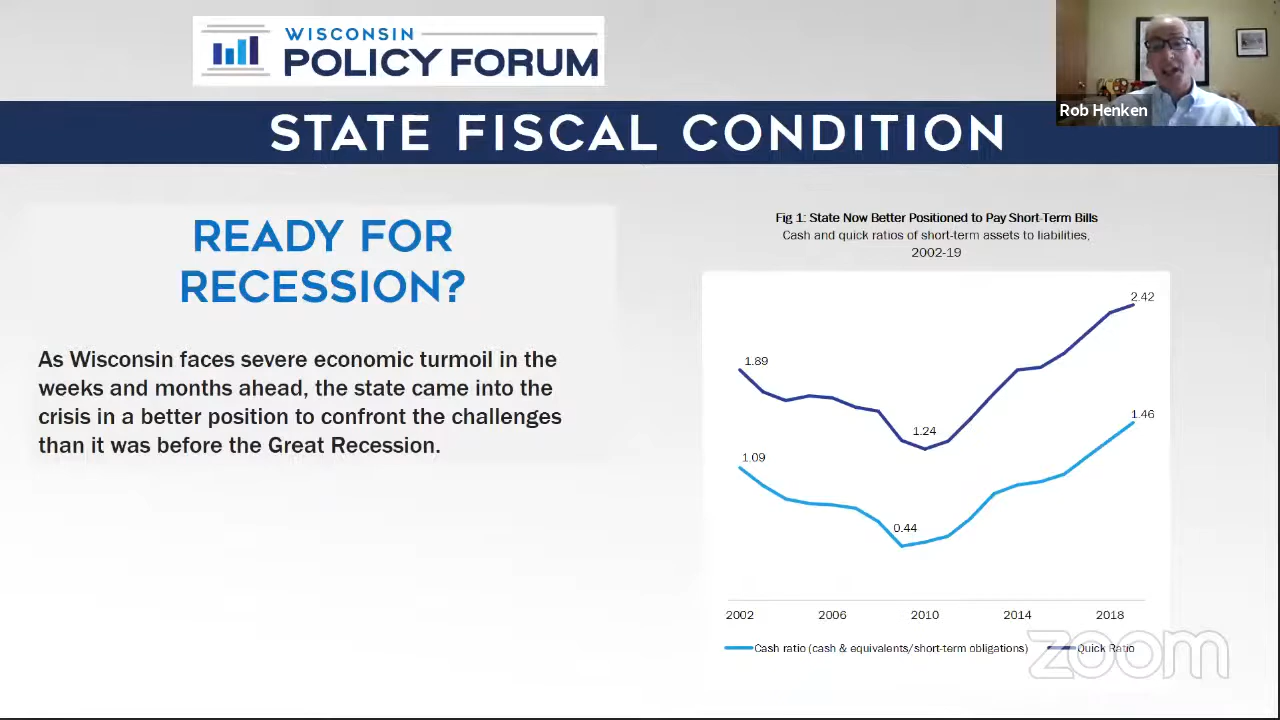 WISCONSIN
POLICY FORUM
Rob Henken
STATE FISCAL CONDITION
READY FOR
RECESSION?
As Wisconsin faces severe economic turmoil in the
weeks and months ahead, the state came into the
crisis in a better position to confront the challenges
than it was before the Great Recession.
Fig 1: State Now Better Positioned to Pay Short-Term Bills
Cash and quick ratios of short-term assets to liabilities,
2002-19
2.42
1.89
1.24
1.46
1.09
0.44
2002 2006 2010 2014 2018
Cash ratio (cash & equivalents/short-term obligations) Quick Ratio
zoom